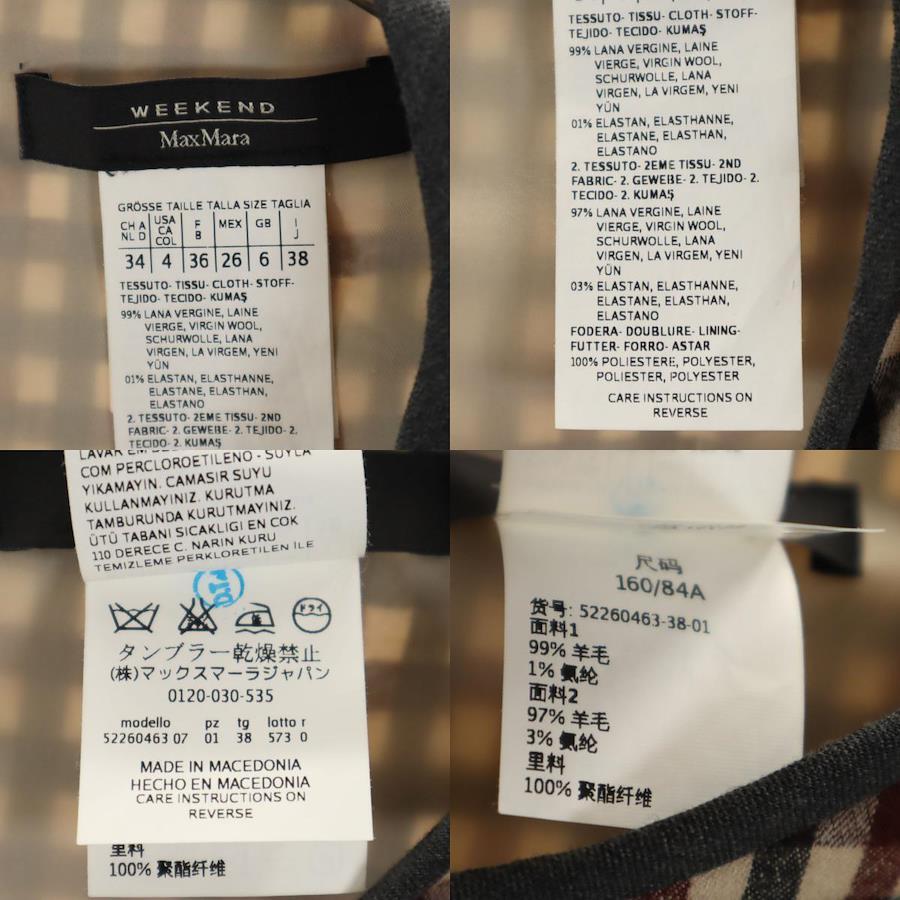 WEEKEND
MaxMara
GRÖSSE TAILLE TALLA SIZE TAGLIA
CH A USA F MEX GB I
NL D CA B J
COL
34 4 36 26 6 38
TESSUTO- TISSU- CLOTH- STOFF-
TEJIDO- TECIDO- KUMAŞ
99% LANA VERGINE, LAINE
VIERGE, VIRGIN WOOL,
SCHURWOLLE, LANA
VIRGEN, LA VIRGEM, YENI
YÜN
01% ELASTAN, ELASTHANNE,
ELASTANE, ELASTHAN,
ELASTANO
2. TESSUTO- 2EME TISSU- 2ND
FABRIC- 2. GEWEBE- 2. TEJIDO- 2.
TECIDO- 2. KUMAŞ
TESSUTO- TISSU- CLOTH- STOFF-
TEJIDO- TECIDO- KUMAŞ
99% LANA VERGINE, LAINE
VIERGE, VIRGIN WOOL,
SCHURWOLLE, LANA
VIRGEN, LA VIRGEM, YENI
YÜN
01% ELASTAN, ELASTHANNE,
ELASTANE, ELASTHAN,
ELASTANO
2. TESSUTO- 2EME TISSU- 2ND
FABRIC- 2. GEWEBE- 2. TEJIDO- 2.
TECIDO- 2. KUMAŞ
97% LANA VERGINE, LAINE
VIERGE, VIRGIN WOOL,
SCHURWOLLE, LANA
VIRGEN, LA VIRGEM, YENI
YÜN
03% ELASTAN, ELASTHANNE,
ELASTANE, ELASTHAN,
ELASTANO
FODERA- DOUBLURE- LINING-
FUTTER- FORRO- ASTAR
100% POLIESTERE, POLYESTER,
POLIESTER, POLYESTER
CARE INSTRUCTIONS ON
REVERSE
LAVAR EM
COM PERCLOROETILENO - SUYLA
YIKAMAYIN. CAMASIR SUYU
KULLANMAYINIZ. KURUTMA
TAMBURUNDA KURUTMAYINIZ.
ÜTÜ TABANI SICAKLIGI EN COK
110 DERECE C. NARIN KURU
TEMIZLEME PERKLORETILEN ILE
ドライ
タンブラー乾燥禁止
(株)マックスマーラジャパン
0120-030-535
modello pz tg lotto r
52260463 07 01 38 573 0
MADE IN MACEDONIA
HECHO EN MACEDONIA
CARE INSTRUCTIONS ON
REVERSE
里料
100% 聚酯纤维
尺码
160/84A
货号: 52260463-38-01
面料1
99% 羊毛
1% 氨纶
面料2
97% 羊毛
3% 氨纶
里料
100% 聚酯纤维